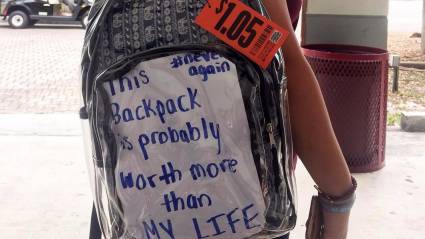 $1.05
#never
again
This
Backpack
is probably
worth more
than
MY LIFE